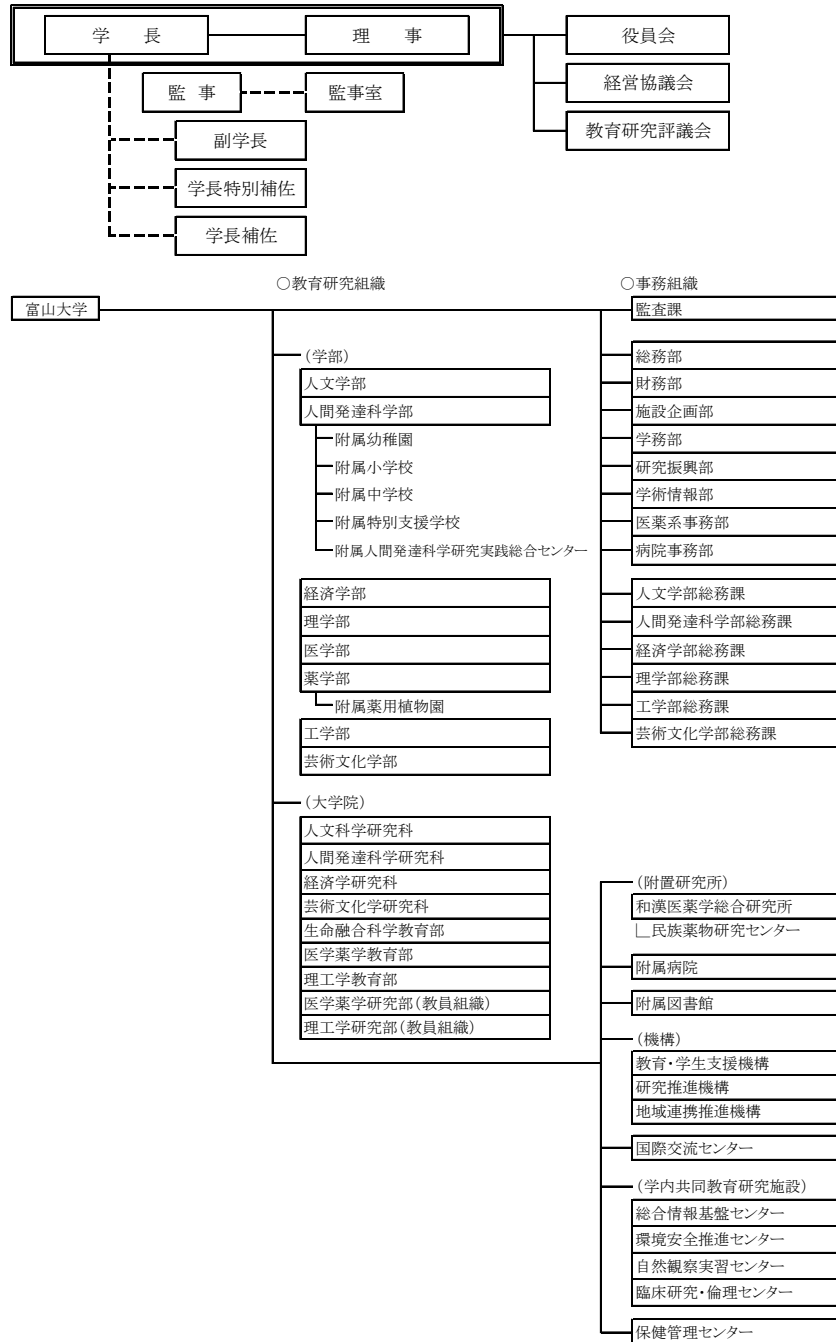 学　長
理　事
役員会
経営協議会
教育研究評議会
監 事
監事室
副学長
学長特別補佐
学長補佐
○教育研究組織
○事務組織
富山大学
監査課
(学部)
人文学部
人間発達科学部
附属幼稚園
附属小学校
附属中学校
附属特別支援学校
附属人間発達科学研究実践総合センター
経済学部
理学部
医学部
薬学部
附属薬用植物園
工学部
芸術文化学部
(大学院)
人文科学研究科
人間発達科学研究科
経済学研究科
芸術文化学研究科
生命融合科学教育部
医学薬学教育部
理工学教育部
医学薬学研究部(教員組織)
理工学研究部(教員組織)
総務部
財務部
施設企画部
学務部
研究振興部
学術情報部
医薬系事務部
病院事務部
人文学部総務課
人間発達科学部総務課
経済学部総務課
理学部総務課
工学部総務課
芸術文化学部総務課
(附置研究所)
和漢医薬学総合研究所
∟民族薬物研究センター
附属病院
附属図書館
(機構)
教育・学生支援機構
研究推進機構
地域連携推進機構
国際交流センター
(学内共同教育研究施設)
総合情報基盤センター
環境安全推進センター
自然観察実習センター
臨床研究・倫理センター
保健管理センター